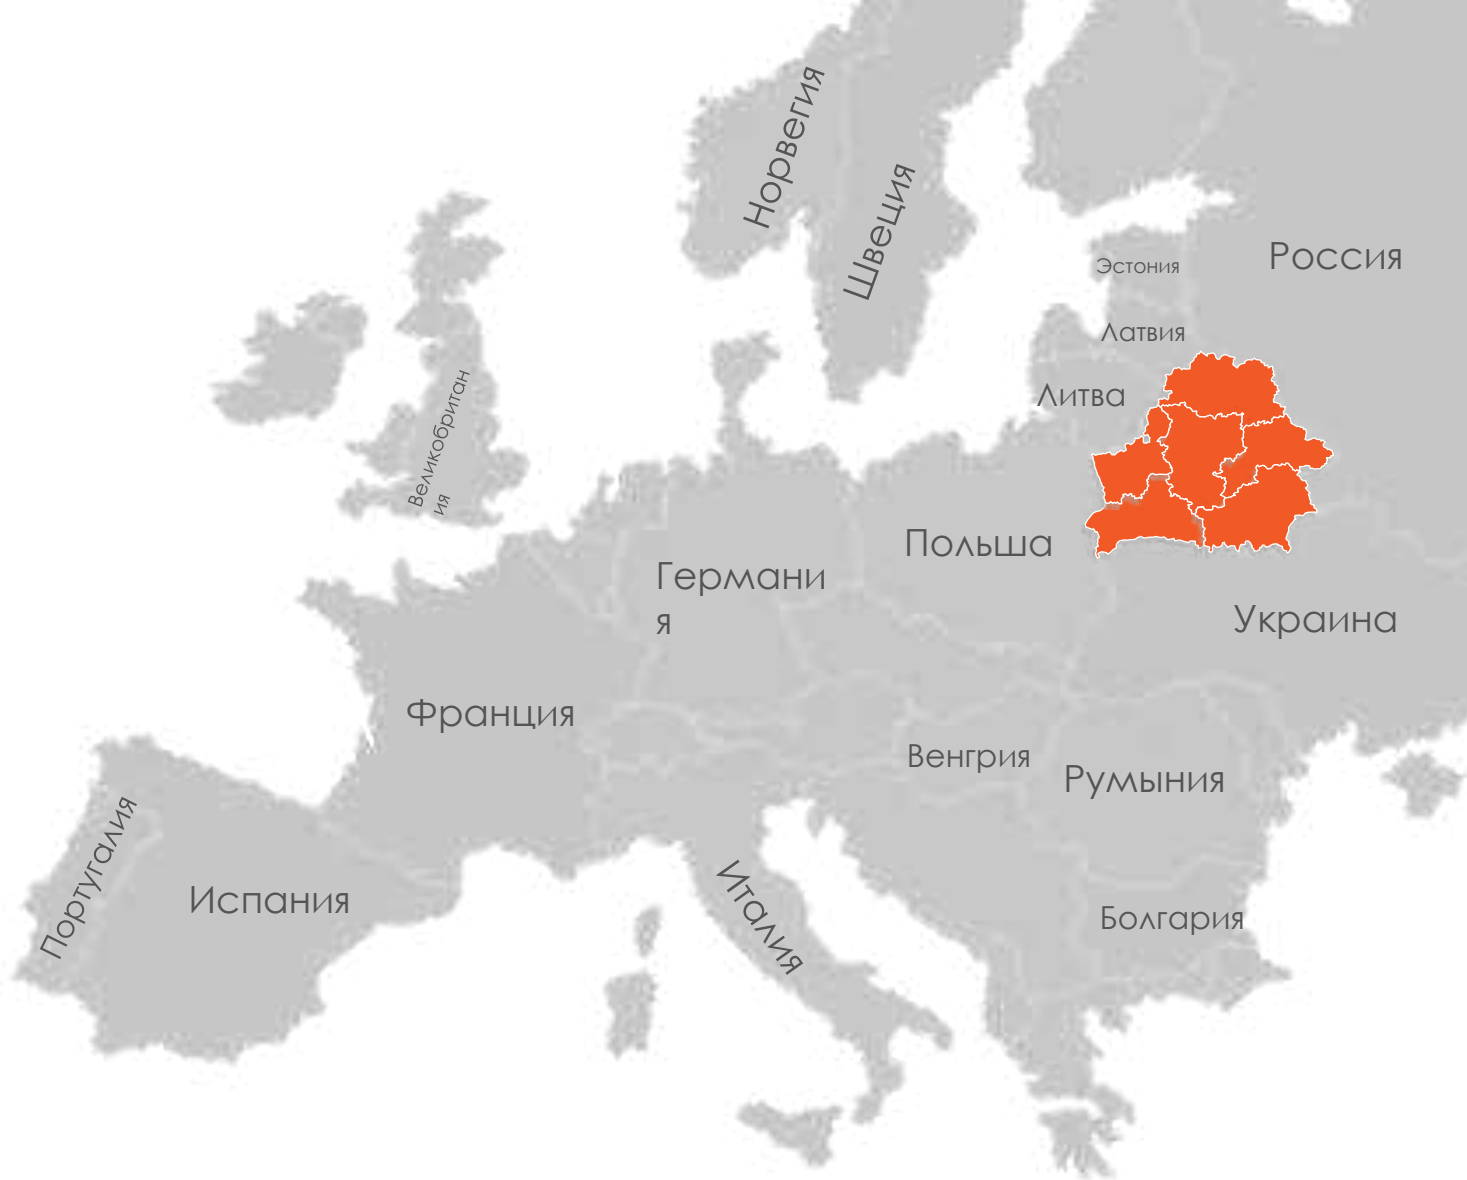 Норвегия
Швеция
Россия
Эстония
Латвия
Литва
Великобритан
ия
Польша
Германи
я
Украина
Франция
Венгрия
Румыния
Португалия
Испания
Италия
Болгария